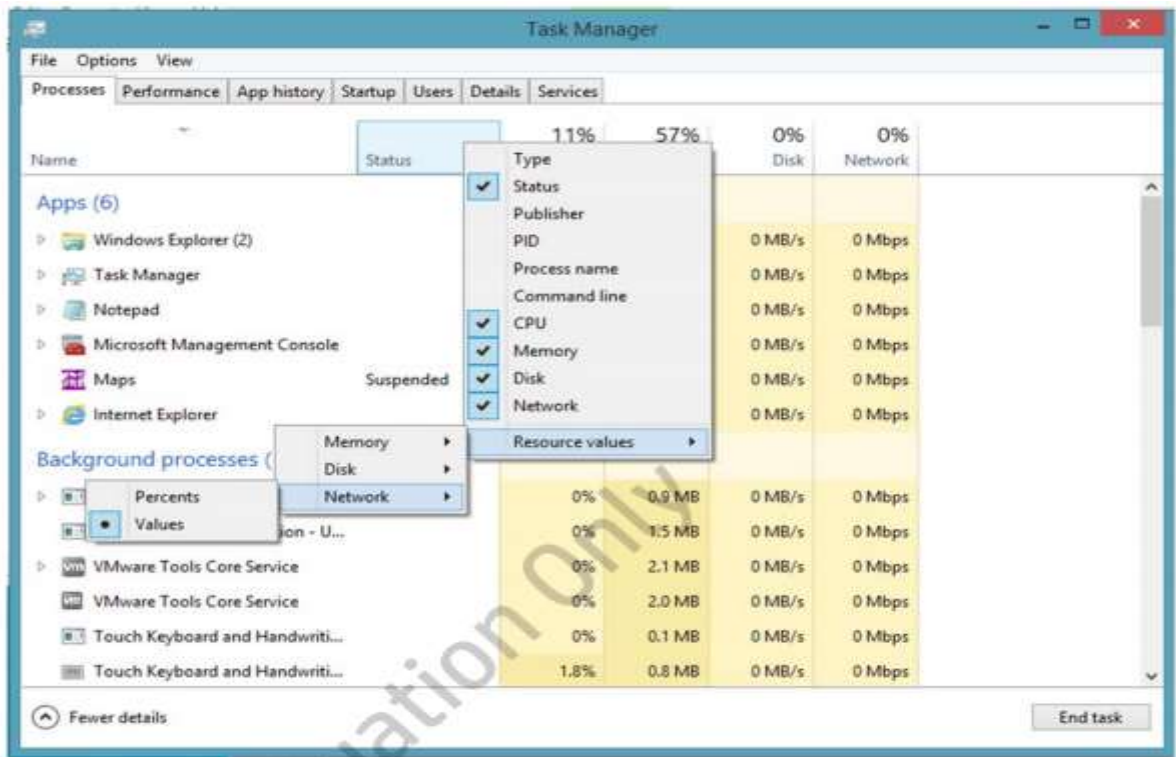 Task Manager
File Options View
Processes Performance App history Startup Users Details Services
11% 57% 0% 0%
Name Status Disk Network
Type
Status
Publisher
PID
Process name
Command line
CPU
Memory
Disk
Network
Resource values
Apps (6)
Windows Explorer (2) 0 MB/s 0 Mbps
Task Manager 0 MB/s 0 Mbps
Notepad 0 MB/s 0 Mbps
Microsoft Management Console 0 MB/s 0 Mbps
Maps Suspended 0 MB/s 0 Mbps
Internet Explorer 0 MB/s 0 Mbps
Memory
Disk
Network
Percents
Values
Background processes (
0% 0.9 MB 0 MB/s 0 Mbps
ion - U... 0% 1.5 MB 0 MB/s 0 Mbps
VMware Tools Core Service 0% 2.1 MB 0 MB/s 0 Mbps
VMware Tools Core Service 0% 2.0 MB 0 MB/s 0 Mbps
Touch Keyboard and Handwriti... 0% 0.1 MB 0 MB/s 0 Mbps
Touch Keyboard and Handwriti... 1.8% 0.8 MB 0 MB/s 0 Mbps
Fewer details End task
Only